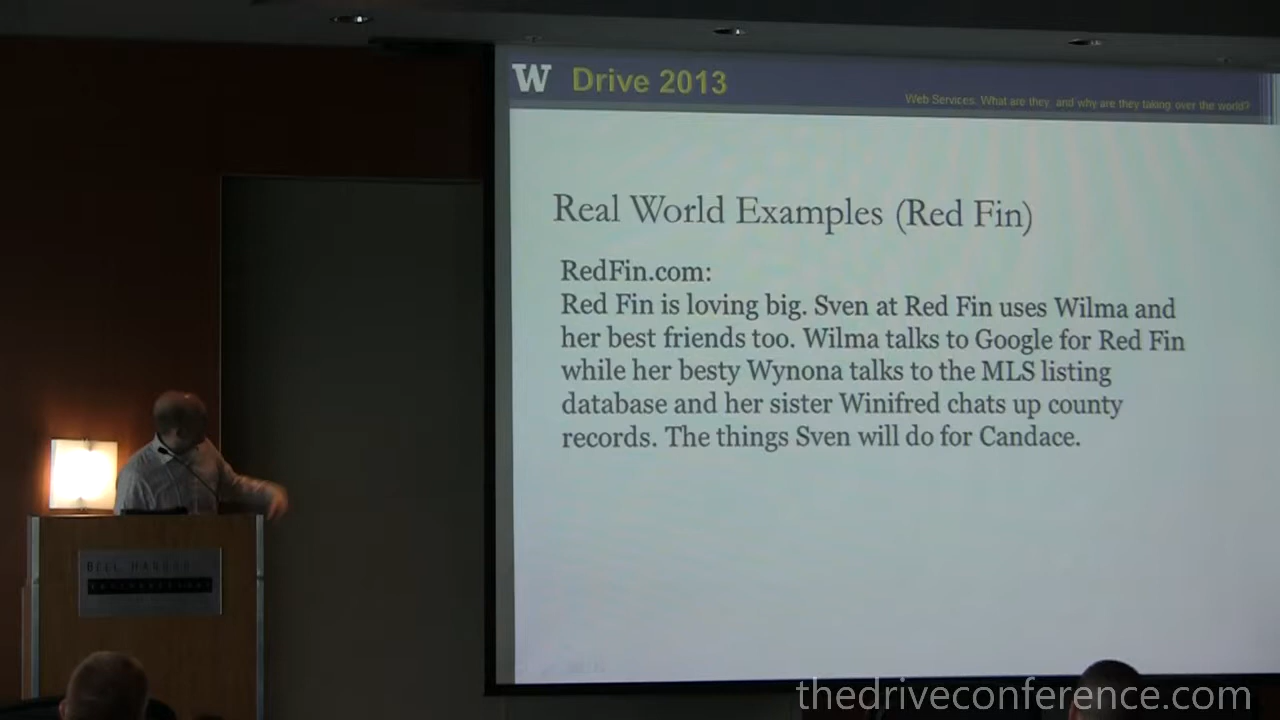 W Drive 2013
Web Services: What are they, and why are they taking over the world?
Real World Examples (Red Fin)
RedFin.com:
Red Fin is loving big. Sven at Red Fin uses Wilma and
her best friends too. Wilma talks to Google for Red Fin
while her besty Wynona talks to the MLS listing
database and her sister Winifred chats up county
records. The things Sven will do for Candace.
BELL HARBOR
thedriveconference.com